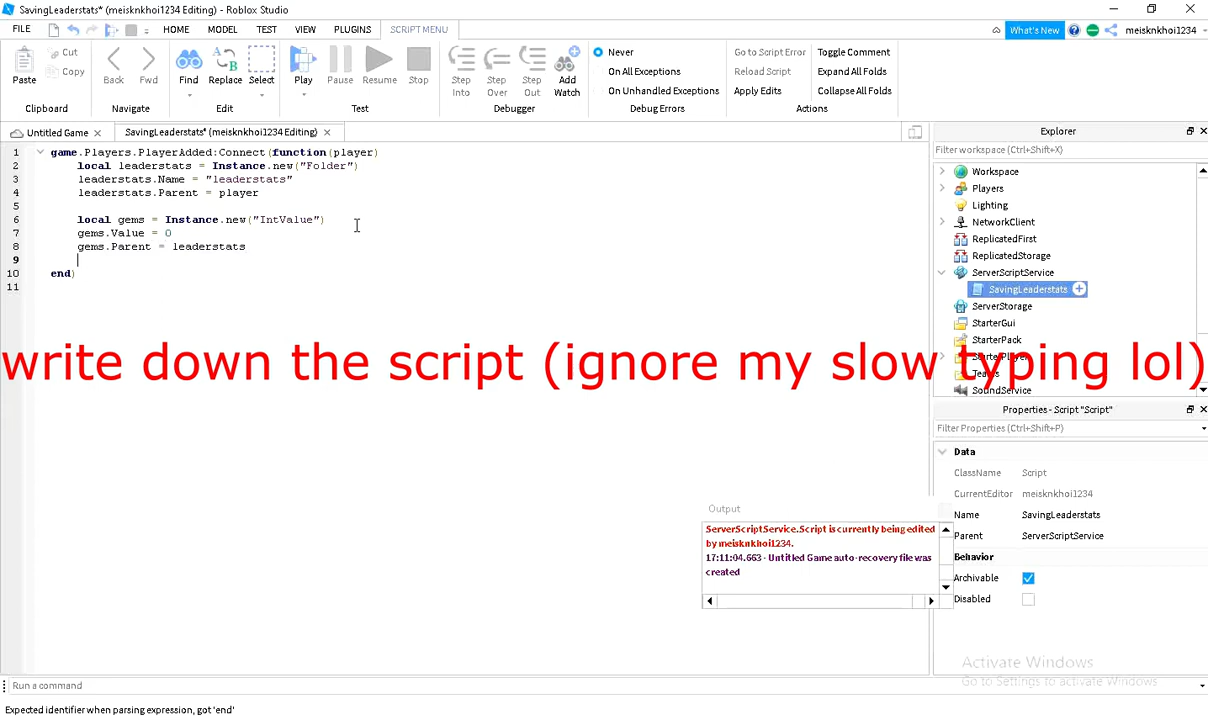 SavingLeaderstats* (meisknkhoi1234 Editing) - Roblox Studio
FILE HOME MODEL TEST VIEW PLUGINS SCRIPT MENU What's New meisknkhoi1234
Paste Cut Copy Back Fwd Find Replace Select Play Pause Resume Stop Step Into Step Over Step Out Add Watch
Never
On All Exceptions
On Unhandled Exceptions
Go to Script Error
Reload Script
Apply Edits
Toggle Comment
Expand All Folds
Collapse All Folds
Clipboard Navigate Edit Test Debugger Debug Errors Actions
Untitled Game × SavingLeaderstats* (meisknkhoi1234 Editing) ×
1 game.Players.PlayerAdded:Connect(function(player)
2 local leaderstats = Instance.new("Folder")
3 leaderstats.Name = "leaderstats"
4 leaderstats.Parent = player
5
6 local gems = Instance.new("IntValue")
7 gems.Value = 0
8 gems.Parent = leaderstats
9
10 end)
11
write down the script (ignore my slow typing lol)
Explorer
Filter workspace (Ctrl+Shift+X)
Workspace
Players
Lighting
NetworkClient
ReplicatedFirst
ReplicatedStorage
ServerScriptService
SavingLeaderstats
ServerStorage
StarterGui
StarterPack
StarterPlayer
Teams
SoundService
Properties - Script "Script"
Filter Properties (Ctrl+Shift+P)
Data
ClassName Script
CurrentEditor meisknkhoi1234
Name SavingLeaderstats
Parent ServerScriptService
Behavior
Archivable
Disabled
Output
ServerScriptService.Script is currently being edited
by meisknkhoi1234.
17:11:04.663 - Untitled Game auto-recovery file was
created
Activate Windows
Go to Settings to activate Windows.
Run a command
Expected identifier when parsing expression, got 'end'